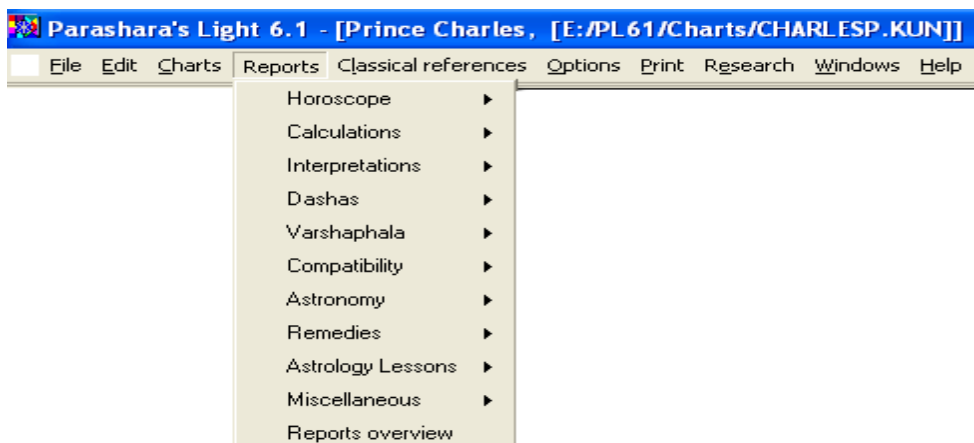 Parashara's Light 6.1 - [Prince Charles, [E:/PL61/Charts/CHARLESP.KUN]]
File Edit Charts Reports Classical references Options Print Research Windows Help
Horoscope
Calculations
Interpretations
Dashas
Varshaphala
Compatibility
Astronomy
Remedies
Astrology Lessons
Miscellaneous
Reports overview